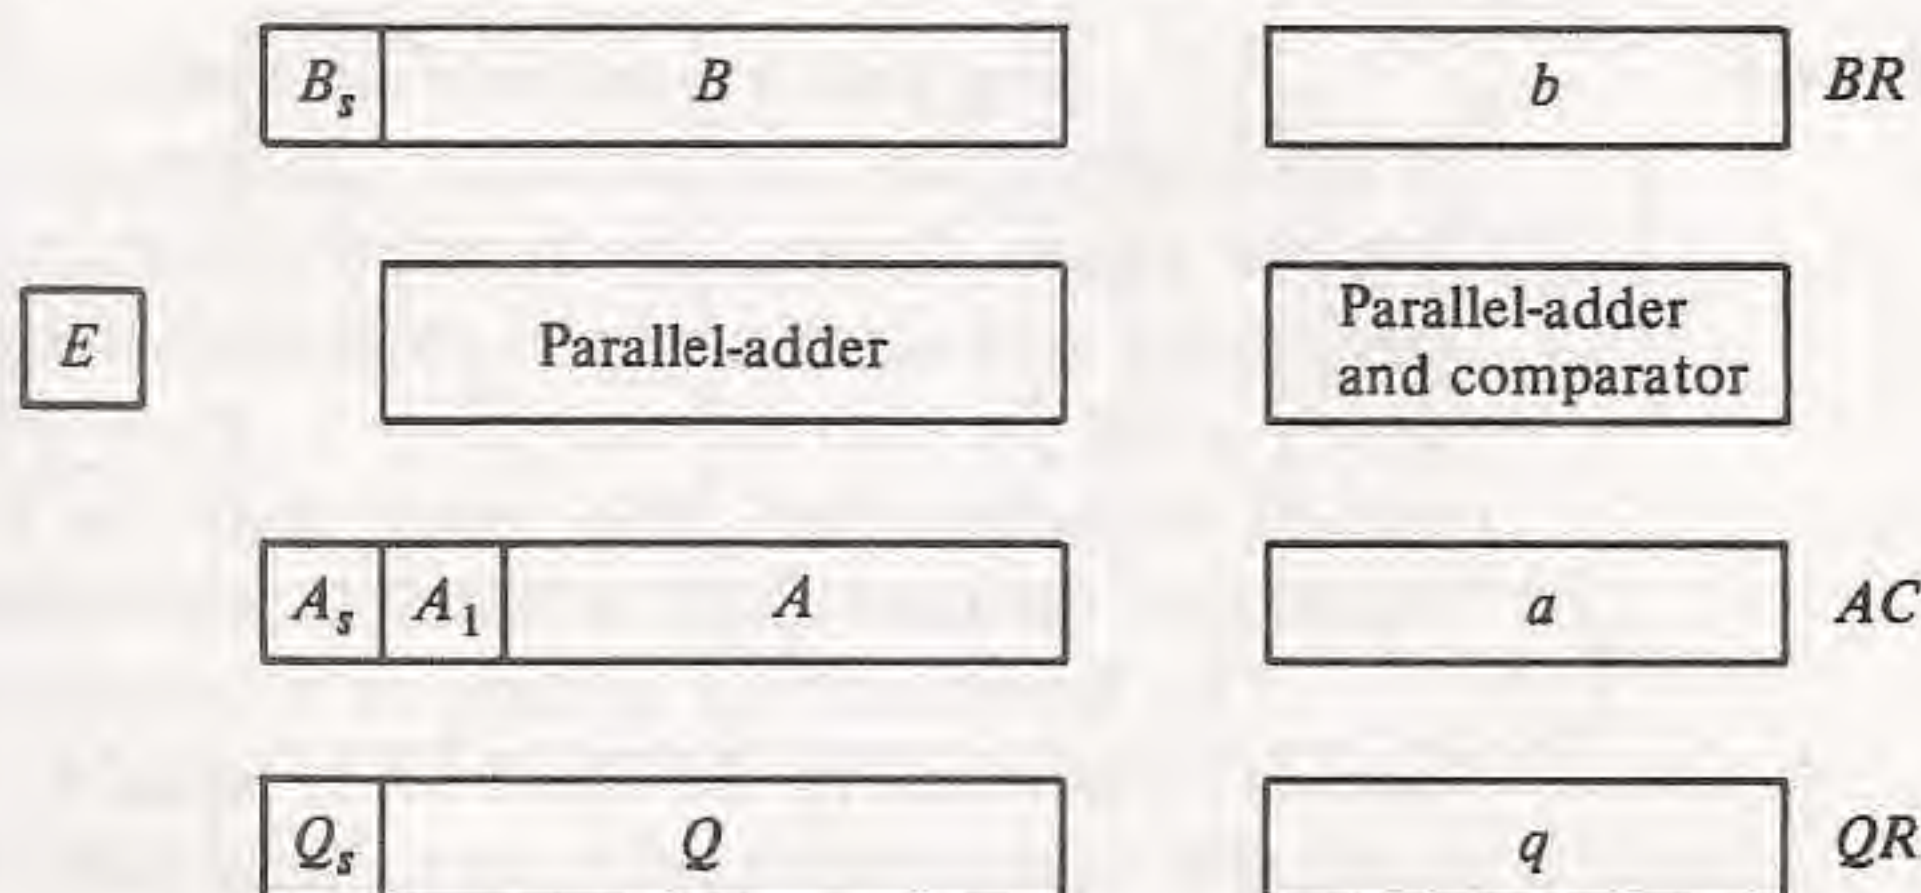 B_s B b BR
E Parallel-adder Parallel-adder
and comparator
A_s A_1 A a AC
Q_s Q q QR